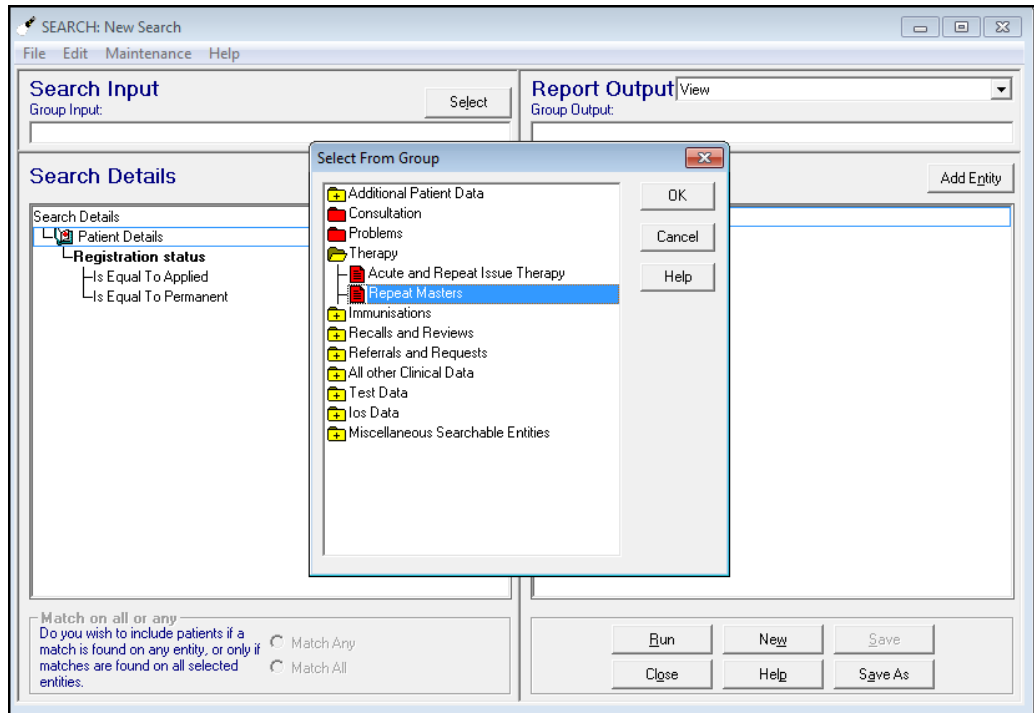 SEARCH: New Search
File Edit Maintenance Help
Search Input
Group Input:
Select
Report Output
View
Group Output:
Search Details
Add Entity
Search Details
Patient Details
Registration status
Is Equal To Applied
Is Equal To Permanent
Select From Group
Additional Patient Data
Consultation
Problems
Therapy
Acute and Repeat Issue Therapy
Repeat Masters
Immunisations
Recalls and Reviews
Referrals and Requests
All other Clinical Data
Test Data
Ios Data
Miscellaneous Searchable Entities
OK
Cancel
Help
Match on all or any
Do you wish to include patients if a
match is found on any entity, or only if
matches are found on all selected
entities.
Match Any
Match All
Run
New
Save
Close
Help
Save As